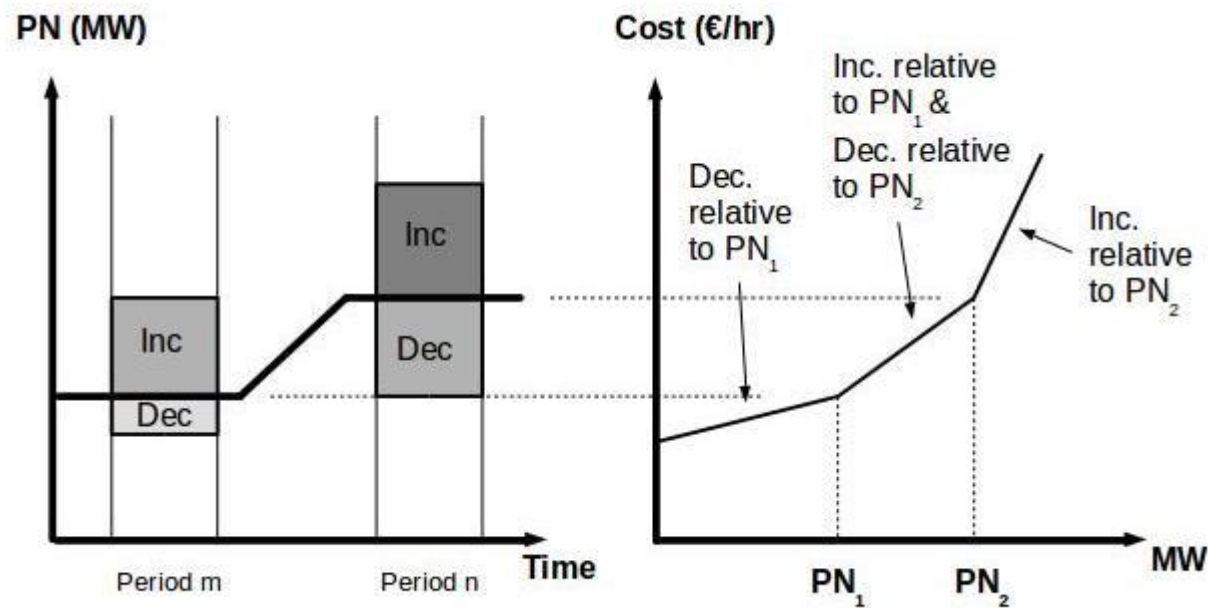 PN (MW)
Inc
Dec
Inc
Dec
Time
Period m
Period n
Cost (€/hr)
Inc. relative
to PN₁ &
Dec. relative
to PN₂
Dec.
relative
to PN₁
Inc.
relative
to PN₂
MW
PN₁
PN₂